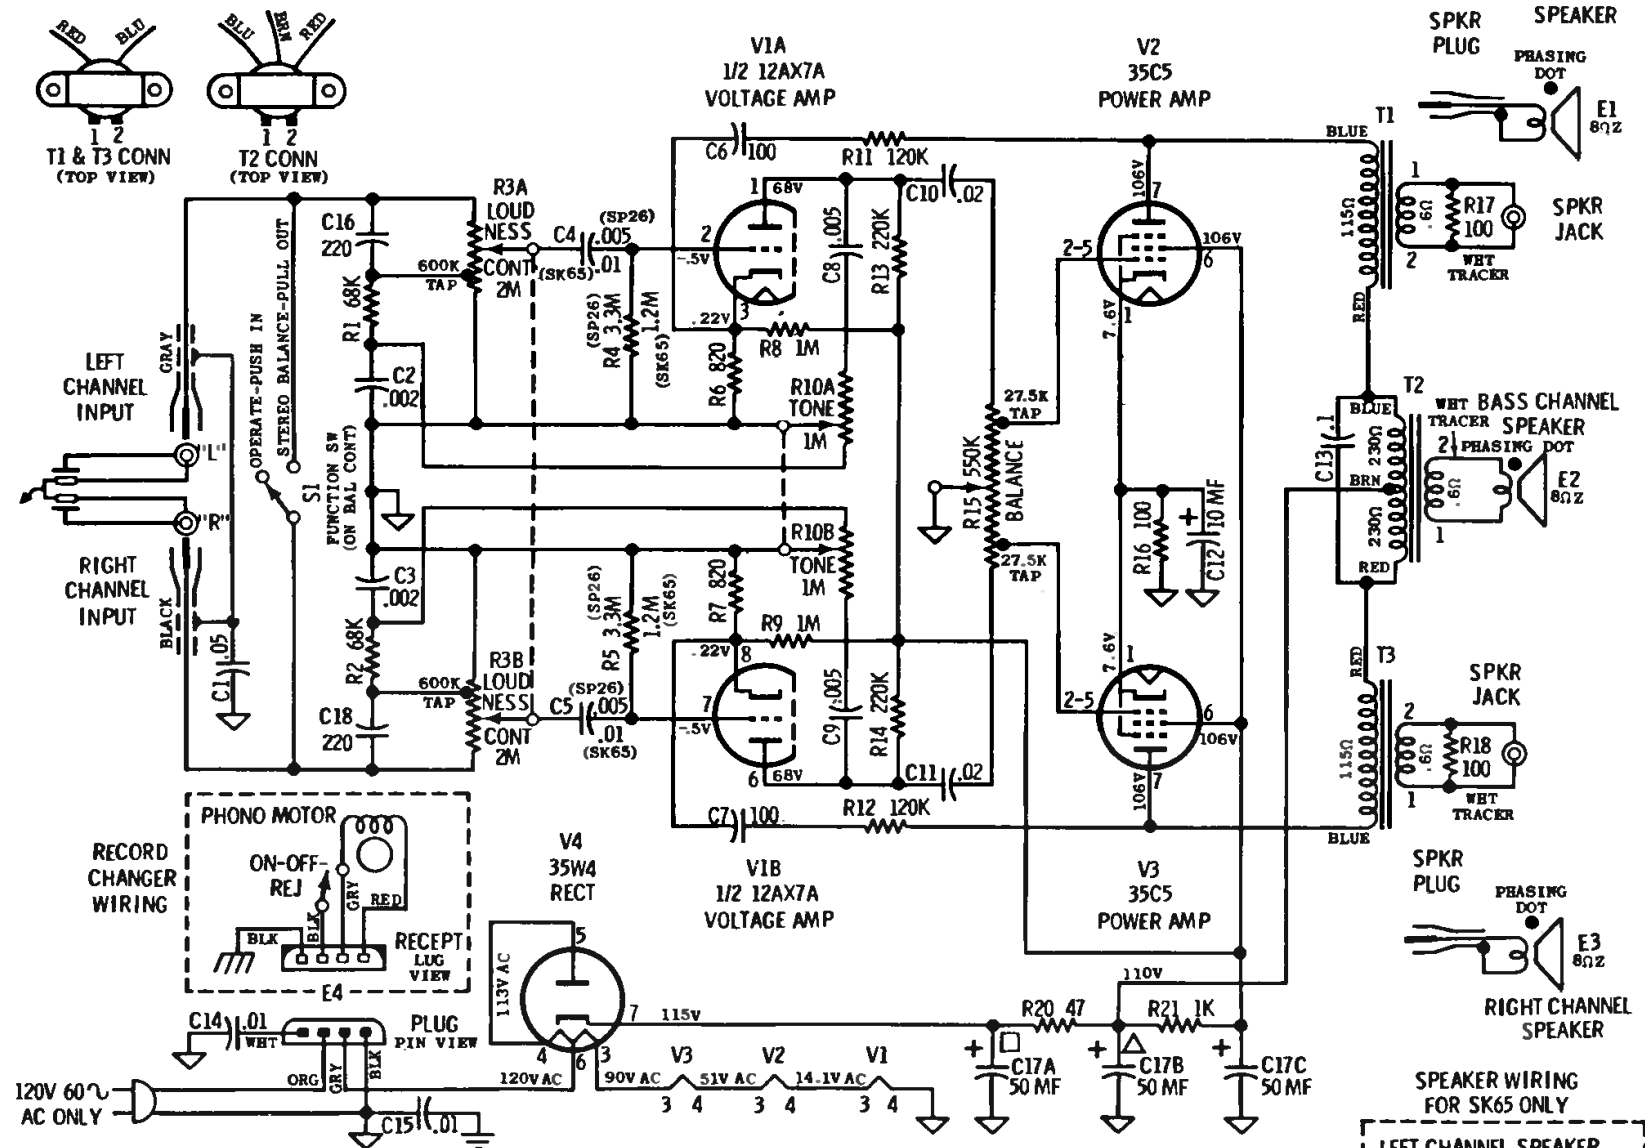 RED
BLU
1 2
T1 & T3 CONN
(TOP VIEW)
BLU
BRN
RED
1 2
T2 CONN
(TOP VIEW)
V1A
1/2 12AX7A
VOLTAGE AMP
V2
35C5
POWER AMP
SPKR
PLUG
SPEAKER
PHASING
DOT
E1
8Ω Z
T1
BLUE
115Ω
1
.6Ω
2
R17
100
WHT
TRACER
SPKR
JACK
RED
C6
100
R11 120K
C16
220
R3A
LOUD
NESS
CONT
2M
600K
TAP
C4
(SP26)
.005
.01
(SK65)
2
-.5V
1
68V
3
.22V
C8
.005
R13 220K
C10
.02
106V
7
2-5
106V
6
7.6V
1
R1 68K
C2
.002
(SP26)
R4 3.3M
1.2M
(SK65)
R6 820
R8 1M
R10A
TONE
1M
27.5K
TAP
LEFT
CHANNEL
INPUT
GRAY
"L"
OPERATE-PUSH IN
STEREO BALANCE-PULL OUT
S1
FUNCTION SW
(ON BAL CONT)
"R"
RIGHT
CHANNEL
INPUT
BLACK
R15 550K
BALANCE
R16 100
+
C12 10 MF
T2
BLUE
C13 .1
230Ω
BRN
230Ω
RED
WHT
TRACER
BASS CHANNEL
SPEAKER
2
PHASING DOT
.6Ω
1
E2
8Ω Z
C3
.002
R2 68K
(SP26)
R5 3.3M
1.2M
(SK65)
R7 820
R9 1M
R10B
TONE
1M
27.5K
TAP
C1 .05
C18
220
600K
TAP
R3B
LOUD
NESS
CONT
2M
C5
(SP26)
.005
.01
(SK65)
.22V
8
7
-.5V
6
68V
C9
.005
R14 220K
C11
.02
7.6V
1
2-5
6
106V
106V
7
RED
T3
115Ω
2
.6Ω
1
R18
100
WHT
TRACER
SPKR
JACK
BLUE
C7
100
R12 120K
V1B
1/2 12AX7A
VOLTAGE AMP
V3
35C5
POWER AMP
SPKR
PLUG
PHASING
DOT
E3
8Ω Z
RIGHT CHANNEL
SPEAKER
RECORD
CHANGER
WIRING
PHONO MOTOR
ON-OFF-
REJ
BLK
BLK
GRY
RED
RECEPT
LUG
VIEW
E4
V4
35W4
RECT
5
113V AC
4
6
3
7
115V
R20 47
110V
R21 1K
+
C17A
50 MF
+
C17B
50 MF
+
C17C
50 MF
C14
.01
WHT
PLUG
PIN VIEW
ORG
GRY
BLK
120V AC
90V AC
V3
3 4
51V AC
V2
3 4
14.1V AC
V1
3 4
120V 60
AC ONLY
C15
.01
SPEAKER WIRING
FOR SK65 ONLY
LEFT CHANNEL SPEAKER